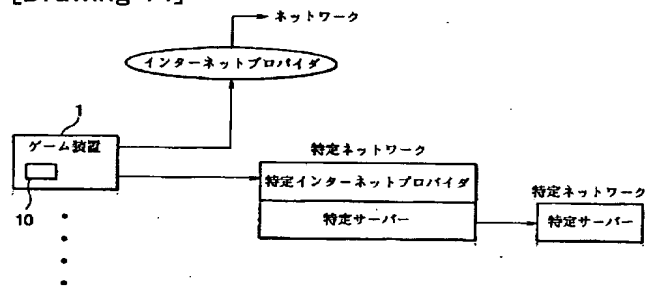 ネットワーク
インターネットプロバイダ
1
ゲーム装置
10
特定ネットワーク
特定インターネットプロバイダ
特定サーバー
特定ネットワーク
特定サーバー